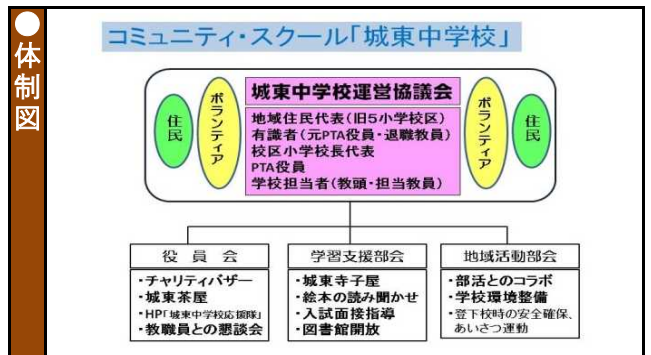 ●体制図
コミュニティ・スクール「城東中学校」
住民
ボランティア
城東中学校運営協議会
地域住民代表(旧5小学校区)
有識者(元PTA役員・退職教員)
校区小学校長代表
PTA役員
学校担当者(教頭・担当教員)
ボランティア
住民
役員会
・チャリティバザー
・城東茶屋
・HP「城東中学校応援隊」
・教職員との懇談会
学習支援部会
・城東寺子屋
・絵本の読み聞かせ
・入試面接指導
・図書館開放
地域活動部会
・部活とのコラボ
・学校環境整備
・登下校時の安全確保、
あいさつ運動